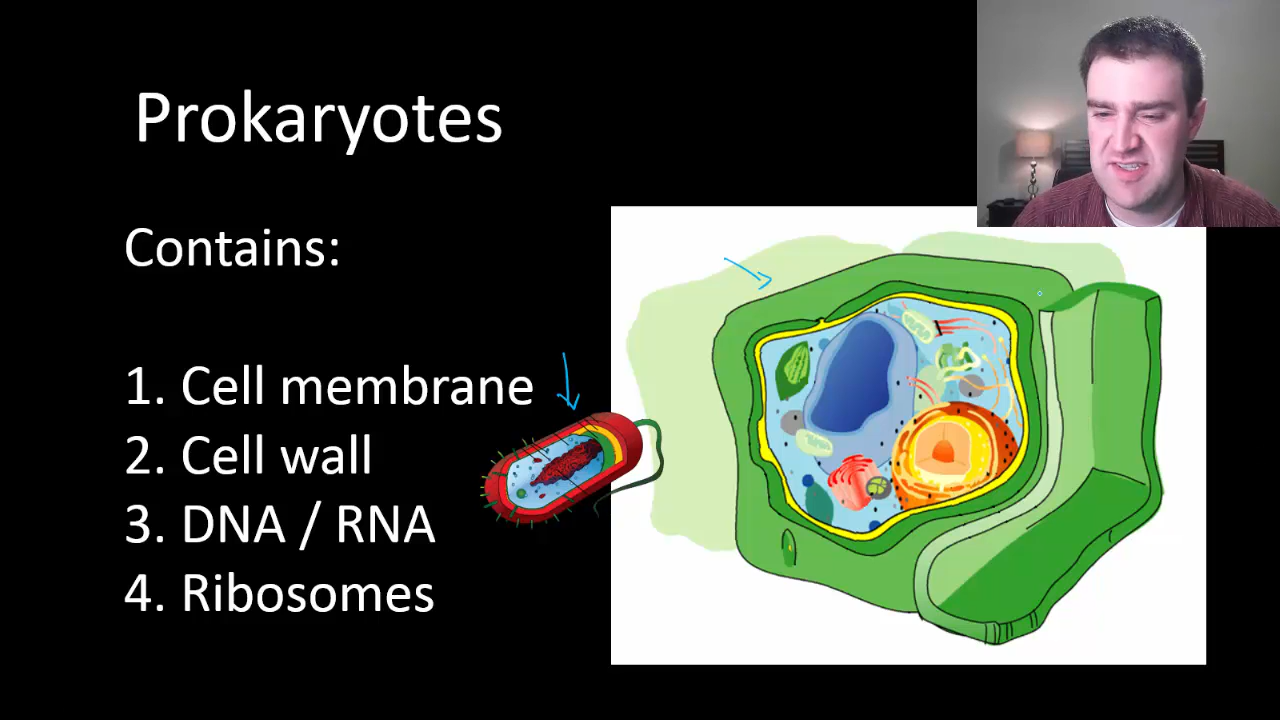 Prokaryotes
Contains:
1. Cell membrane
2. Cell wall
3. DNA / RNA
4. Ribosomes